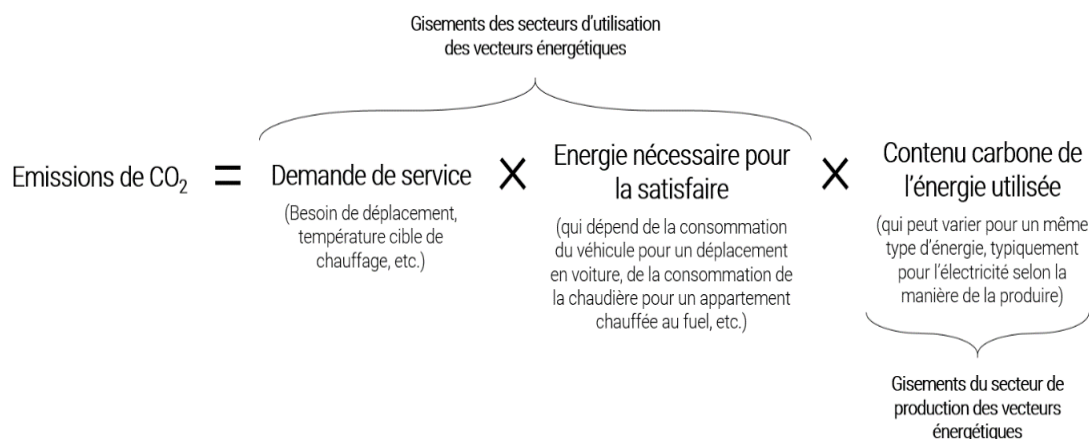 Gisements des secteurs d'utilisation
des vecteurs énergétiques
Emissions de CO₂ = Demande de service × Energie nécessaire pour
la satisfaire × Contenu carbone de
l'énergie utilisée
(Besoin de déplacement,
température cible de
chauffage, etc.)
(qui dépend de la consommation
du véhicule pour un déplacement
en voiture, de la consommation de
la chaudière pour un appartement
chauffée au fuel, etc.)
(qui peut varier pour un même
type d'énergie, typiquement
pour l'électricité selon la
manière de la produire)
Gisements du secteur de
production des vecteurs
énergétiques